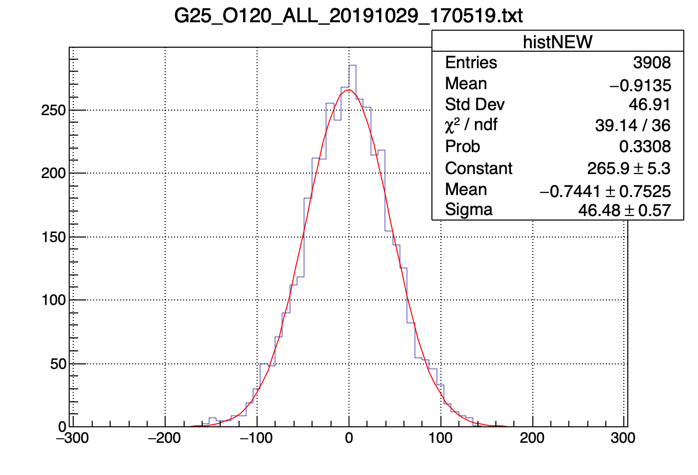 G25_O120_ALL_20191029_170519.txt
histNEW
Entries 3908
Mean −0.9135
Std Dev 46.91
χ² / ndf 39.14 / 36
Prob 0.3308
Constant 265.9 ± 5.3
Mean −0.7441 ± 0.7525
Sigma 46.48 ± 0.57
250
200
150
100
50
0
−300 −200 −100 0 100 200 300